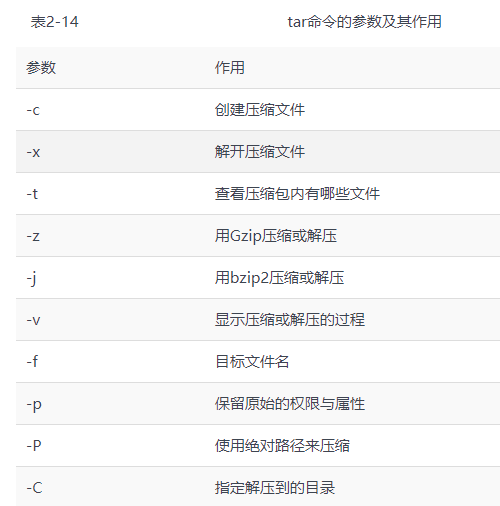 表2-14 tar命令的参数及其作用
参数 作用
-c 创建压缩文件
-x 解开压缩文件
-t 查看压缩包内有哪些文件
-z 用Gzip压缩或解压
-j 用bzip2压缩或解压
-v 显示压缩或解压的过程
-f 目标文件名
-p 保留原始的权限与属性
-P 使用绝对路径来压缩
-C 指定解压到的目录